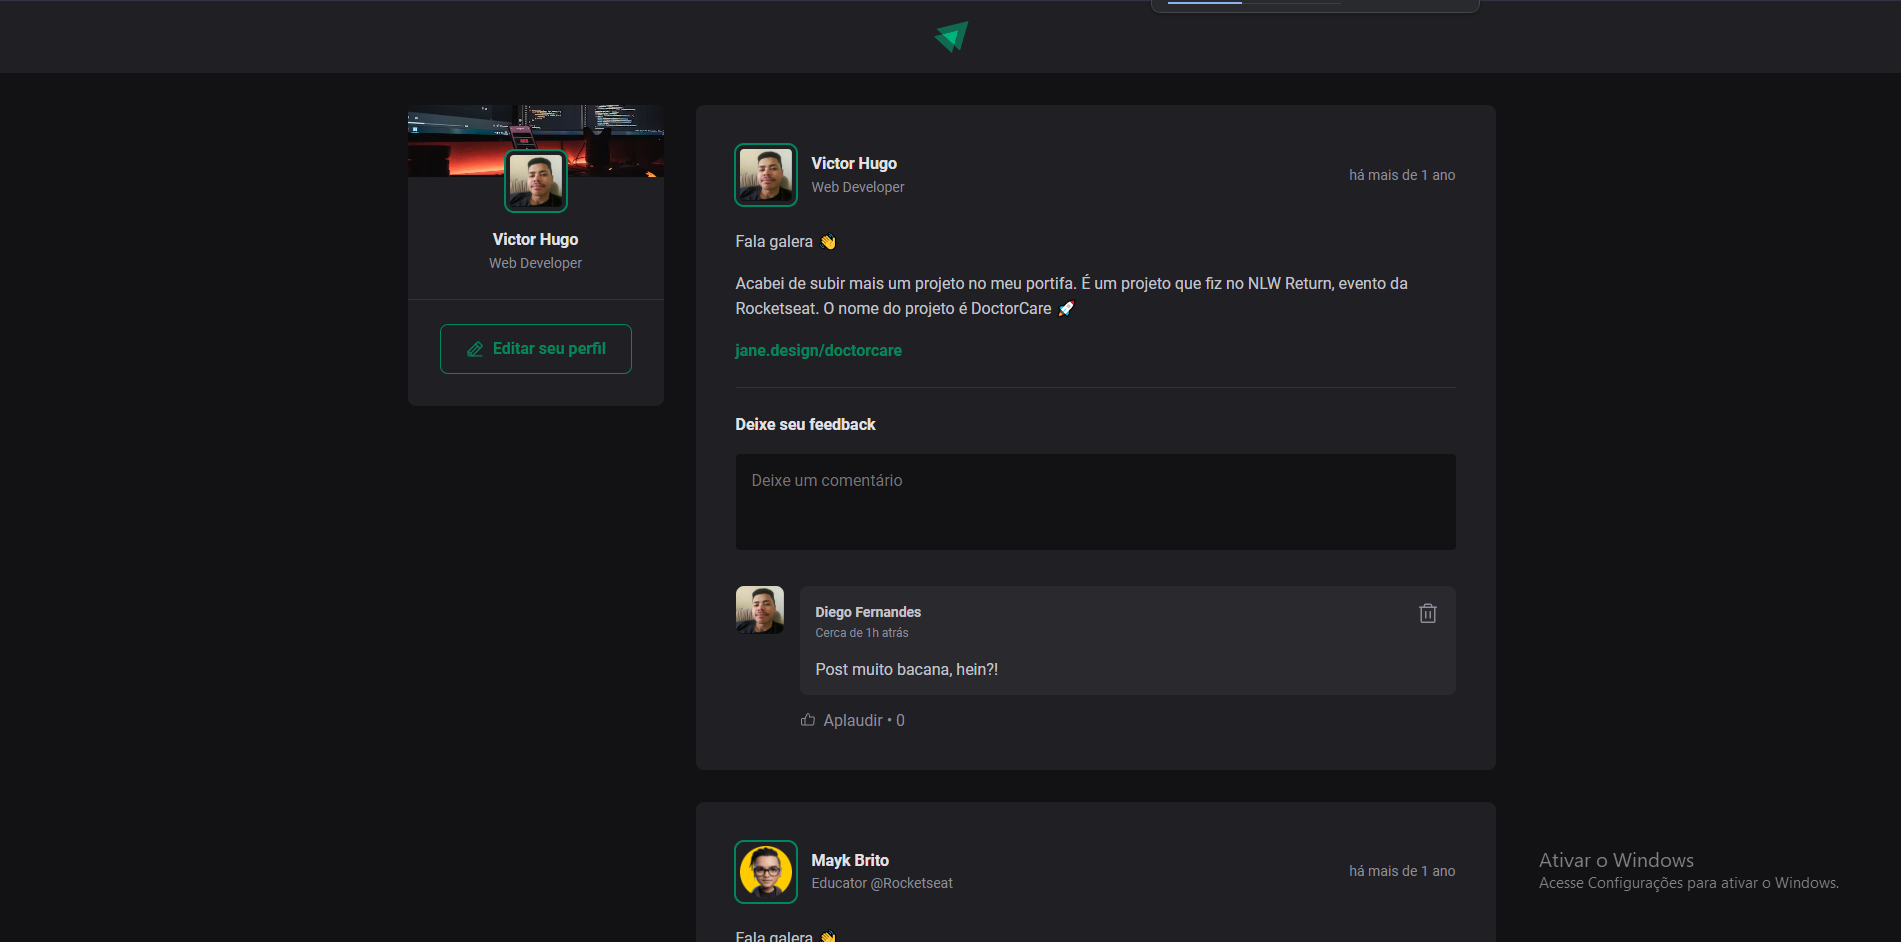 Victor Hugo
Web Developer
Editar seu perfil
Victor Hugo
Web Developer
há mais de 1 ano
Fala galera 👋
Acabei de subir mais um projeto no meu portifa. É um projeto que fiz no NLW Return, evento da
Rocketseat. O nome do projeto é DoctorCare 🚀
jane.design/doctorcare
Deixe seu feedback
Deixe um comentário
Diego Fernandes
Cerca de 1h atrás
Post muito bacana, hein?!
Aplaudir • 0
Mayk Brito
Educator @Rocketseat
há mais de 1 ano
Fala galera 👋
Ativar o Windows
Acesse Configurações para ativar o Windows.